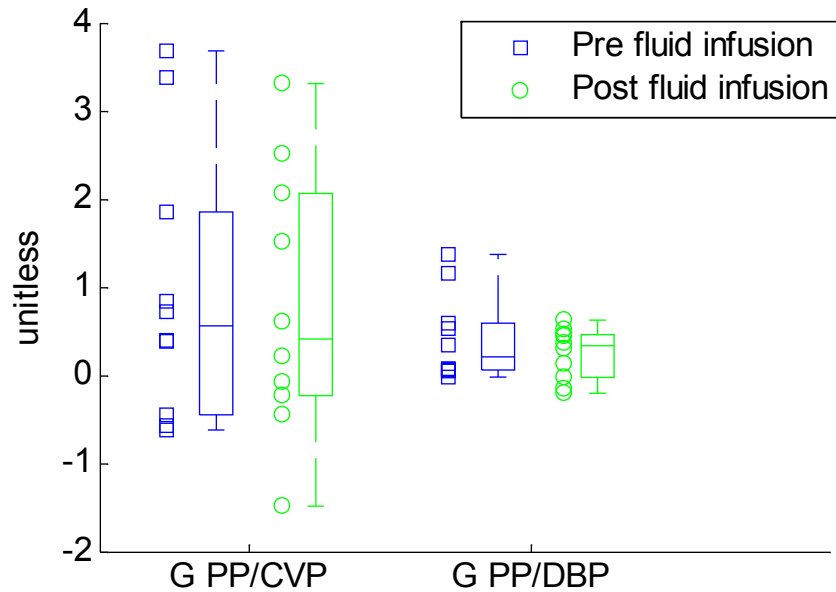 4
3
2
1
0
-1
-2
unitless
Pre fluid infusion
Post fluid infusion
G PP/CVP
G PP/DBP